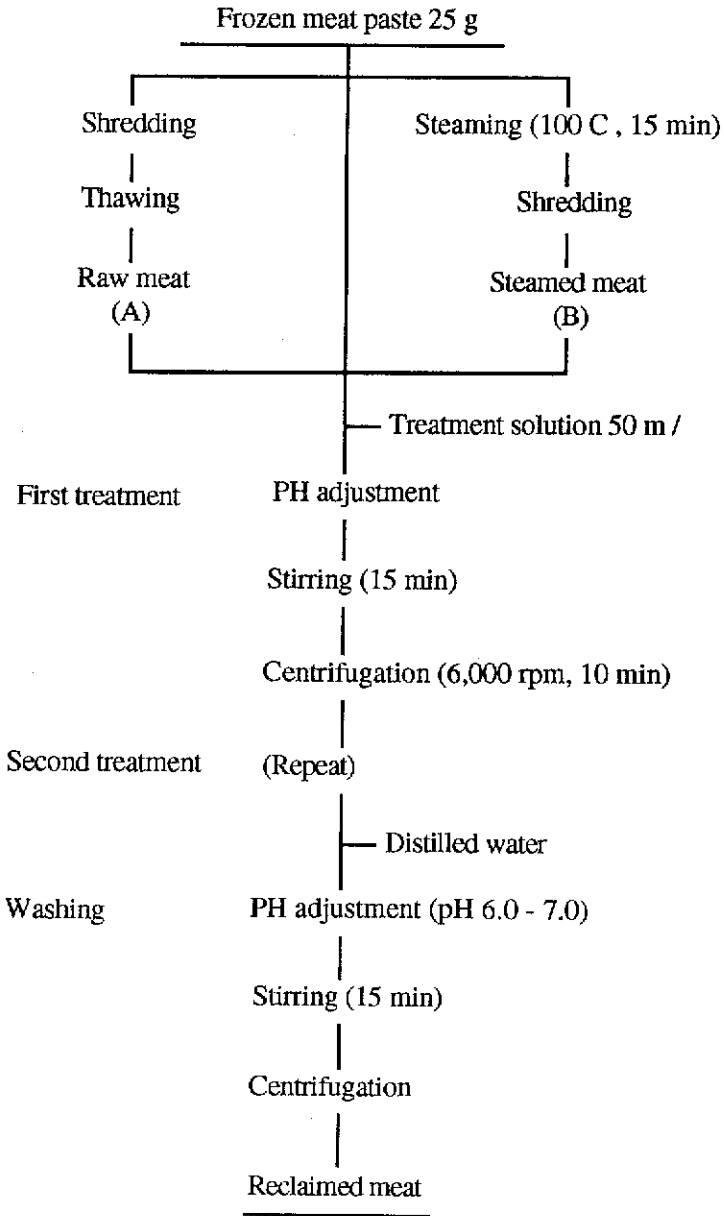 Frozen meat paste 25 g
Shredding
Steaming (100 C , 15 min)
Thawing
Shredding
Raw meat
(A)
Steamed meat
(B)
Treatment solution 50 m /
First treatment
PH adjustment
Stirring (15 min)
Centrifugation (6,000 rpm, 10 min)
Second treatment
(Repeat)
Distilled water
Washing
PH adjustment (pH 6.0 - 7.0)
Stirring (15 min)
Centrifugation
Reclaimed meat